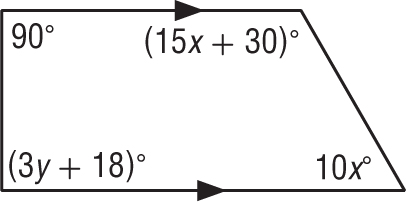 90°
(15x + 30)°
(3y + 18)°
10x°